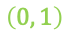 (0, 1)